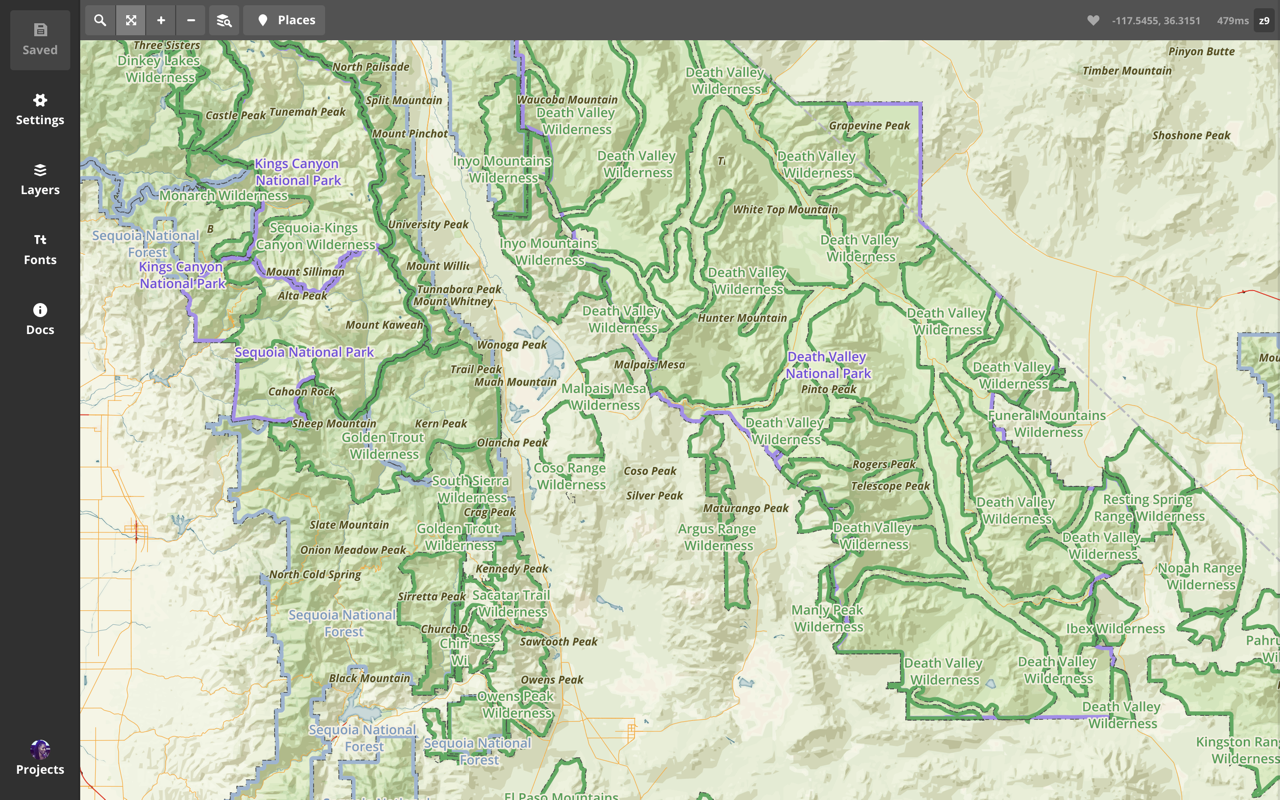 Saved
Settings
Layers
Fonts
Docs
Projects
Places
-117.5455, 36.3151
479ms
z9
Three Sisters
Dinkey Lakes
Wilderness
North Palisade
Split Mountain
Castle Peak
Tunemah Peak
Mount Pinchot
Waucoba Mountain
Death Valley
Wilderness
Death Valley
Wilderness
Pinyon Butte
Timber Mountain
Grapevine Peak
Shoshone Peak
Kings Canyon
National Park
Monarch Wilderness
Inyo Mountains
Wilderness
Death Valley
Wilderness
Death Valley
Wilderness
White Top Mountain
University Peak
Sequoia National
Forest
B
Sequoia-Kings
Canyon Wilderness
Inyo Mountains
Wilderness
Death Valley
Wilderness
Kings Canyon
National Park
Mount Silliman
Mount Willi
Death Valley
Wilderness
Alta Peak
Tunnabora Peak
Mount Whitney
Mount Kaweah
Death Valley
Wilderness
Hunter Mountain
Death Valley
Wilderness
Sequoia National Park
Wonoga Peak
Trail Peak
Malpais Mesa
Death Valley
National Park
Muah Mountain
Malpais Mesa
Wilderness
Pinto Peak
Death Valley
Wilderness
Mou
Cahoon Rock
Sheep Mountain
Kern Peak
Golden Trout
Wilderness
Olancha Peak
Death Valley
Wilderness
Funeral Mountains
Wilderness
Coso Range
Wilderness
Coso Peak
Rogers Peak
Telescope Peak
South Sierra
Wilderness
Silver Peak
Maturango Peak
Death Valley
Wilderness
Resting Spring
Range Wilderness
Crag Peak
Slate Mountain
Golden Trout
Wilderness
Argus Range
Wilderness
Death Valley
Wilderness
Death Valley
Wilderness
Onion Meadow Peak
North Cold Spring
Kennedy Peak
Nopah Range
Wilderness
Sirretta Peak
Sacatar Trail
Wilderness
Manly Peak
Wilderness
Sequoia National
Forest
Church D
Chim
ness
Wi
Sawtooth Peak
Ibex Wilderness
Pahru
Wil
Black Mountain
Owens Peak
Owens Peak
Wilderness
Death Valley
Wilderness
Death Valley
Wilderness
Death Valley
Wilderness
Sequoia National
Forest
Sequoia National
Forest
Kingston Ran
Wilderness
El Paso Mountains